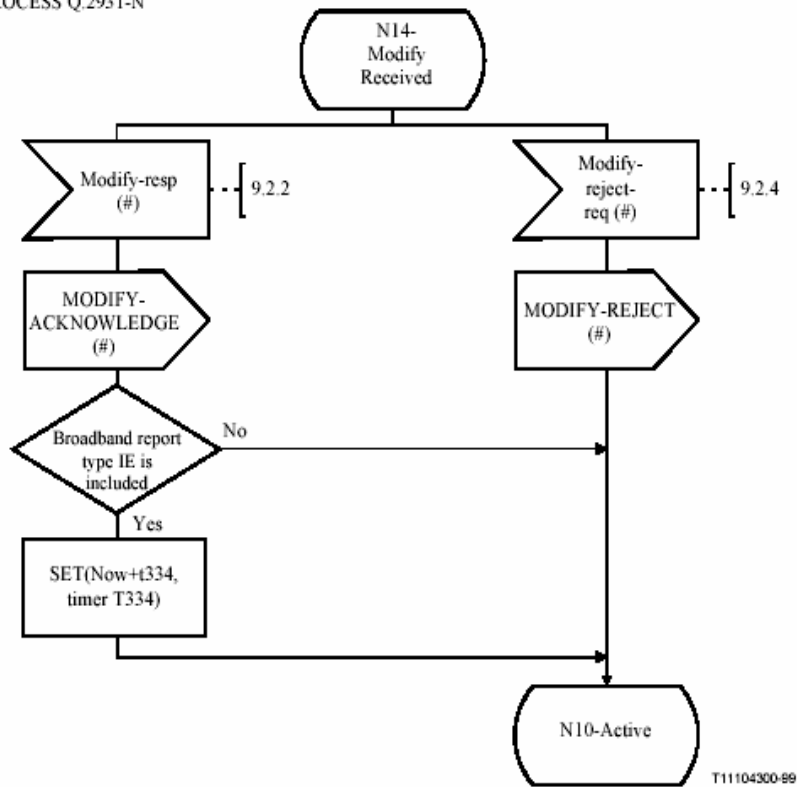 PROCESS Q.2931-N
N14-
Modify
Received
Modify-resp
(#)
9.2.2
Modify-
reject-
req (#)
9.2.4
MODIFY-
ACKNOWLEDGE
(#)
MODIFY-REJECT
(#)
Broadband report
type IE is
included
No
Yes
SET(Now+t334,
timer T334)
N10-Active
T11104300-99